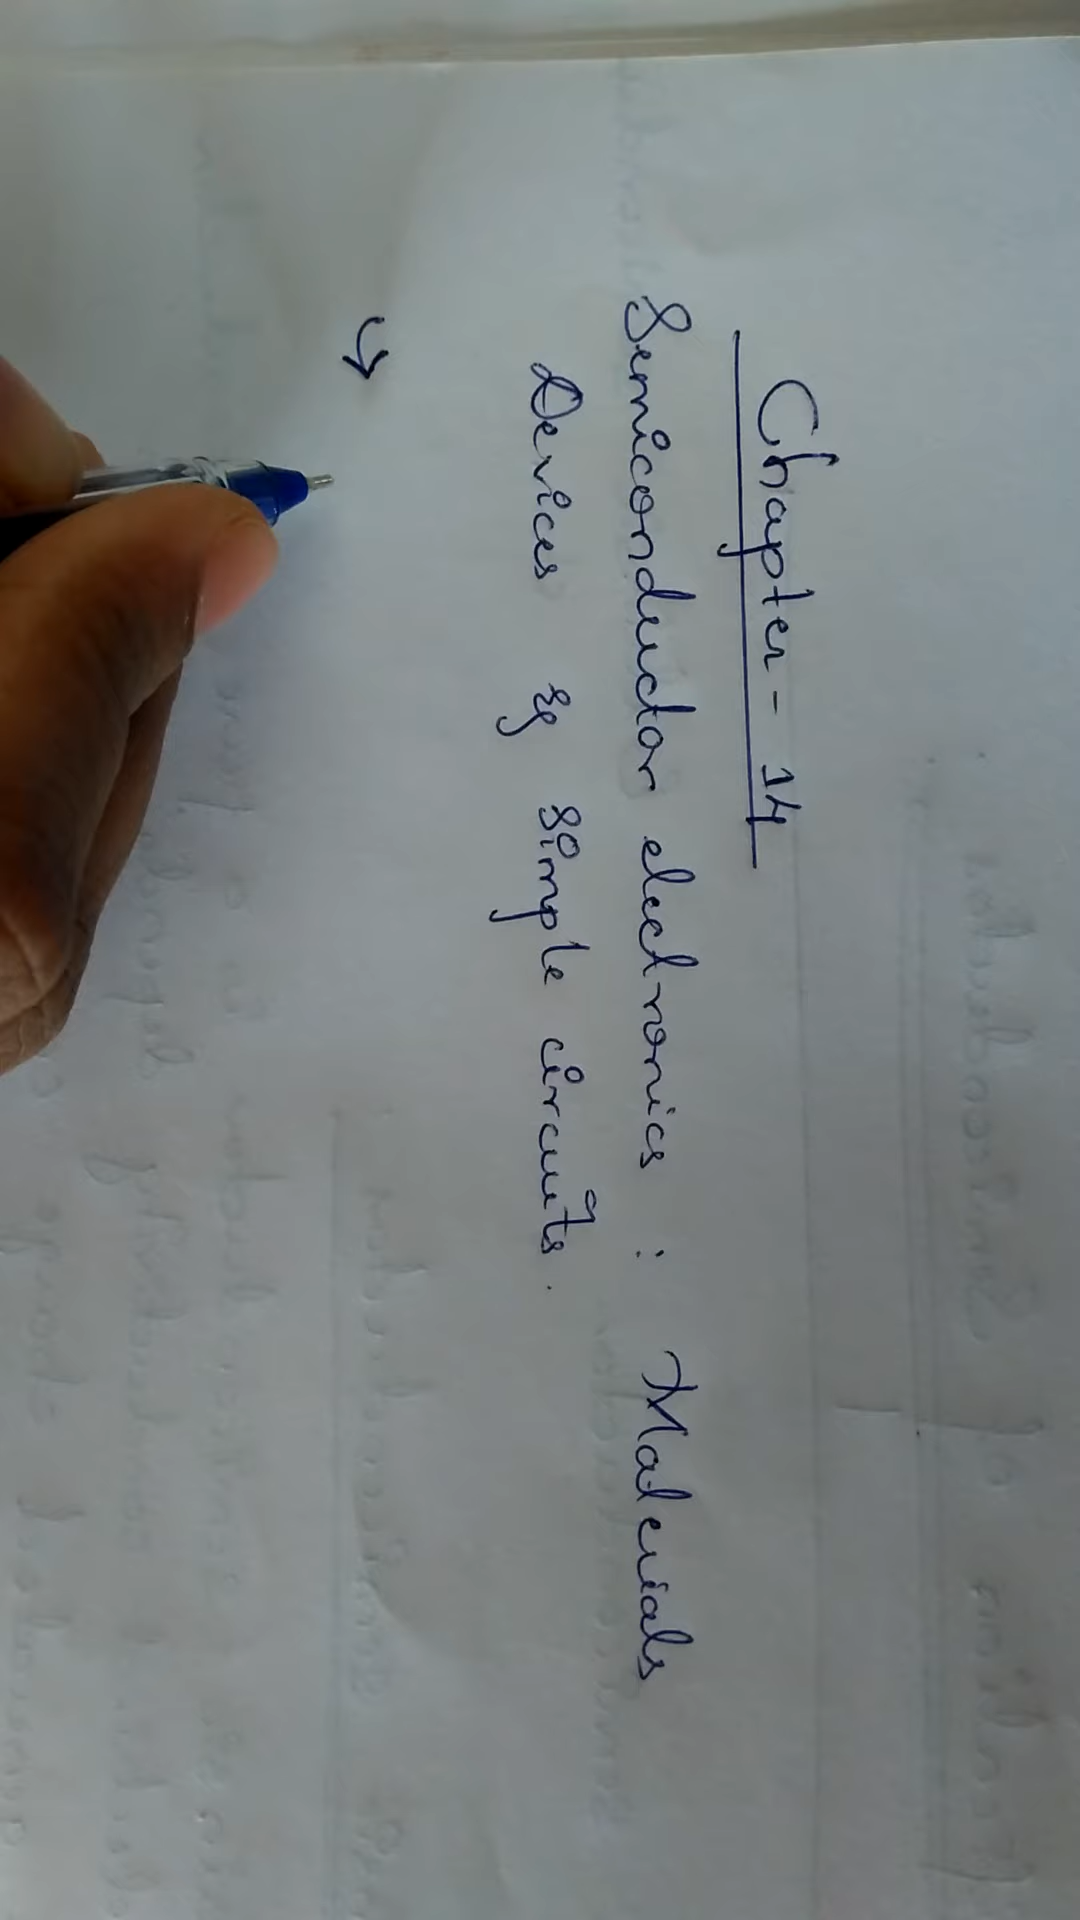 Chapter - 14
Semiconductor electronics : Materials
Devices & Simple circuits.